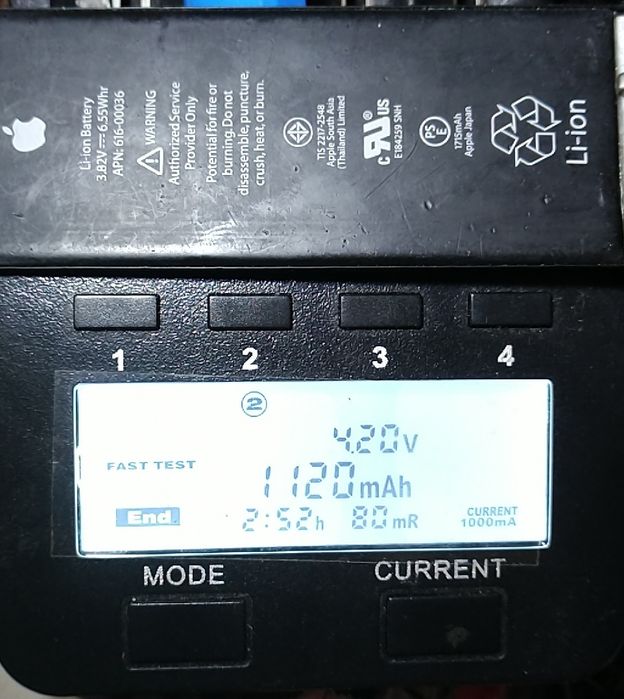 Li-ion Battery
3.82V ⎓ 6.55Whr
APN: 616-00036
WARNING
Authorized Service
Provider Only
Potential for fire or
burning. Do not
disassemble, puncture,
crush, heat, or burn.
TIS 2217-2548
Apple South Asia
(Thailand) Limited
c RU® US
E184259 SNH
PS
E
1715mAh
Apple Japan
Li-ion
1 2 3 4
②
4.20V
FAST TEST
1120mAh
End 2:52h 80mR
CURRENT
1000mA
MODE CURRENT